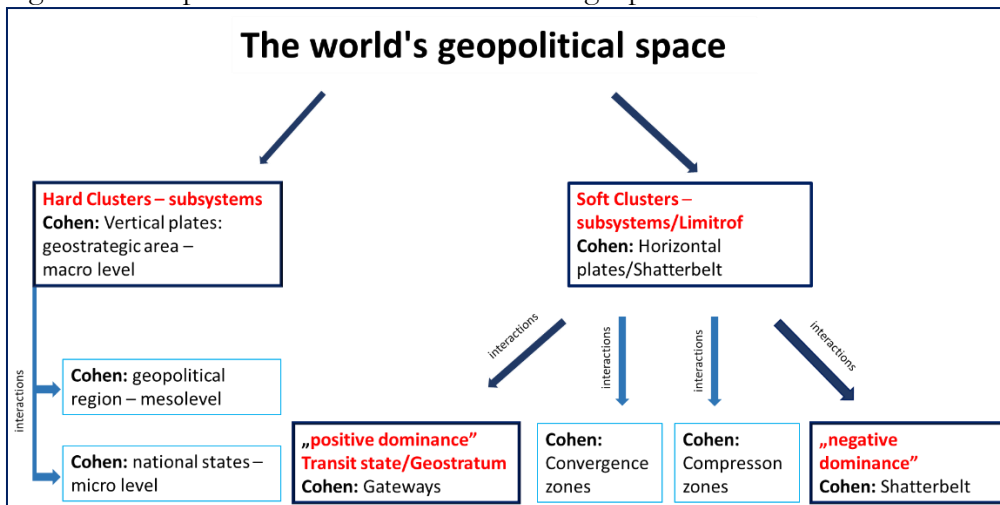 The world's geopolitical space
Hard Clusters – subsystems
Cohen: Vertical plates:
geostrategic area –
macro level
Soft Clusters –
subsystems/Limitrof
Cohen: Horizontal
plates/Shatterbelt
interactions
Cohen: geopolitical
region – mesolevel
Cohen: national states –
micro level
interactions
interactions
interactions
interactions
„positive dominance”
Transit state/Geostratum
Cohen: Gateways
Cohen:
Convergence
zones
Cohen:
Compresson
zones
„negative
dominance”
Cohen: Shatterbelt